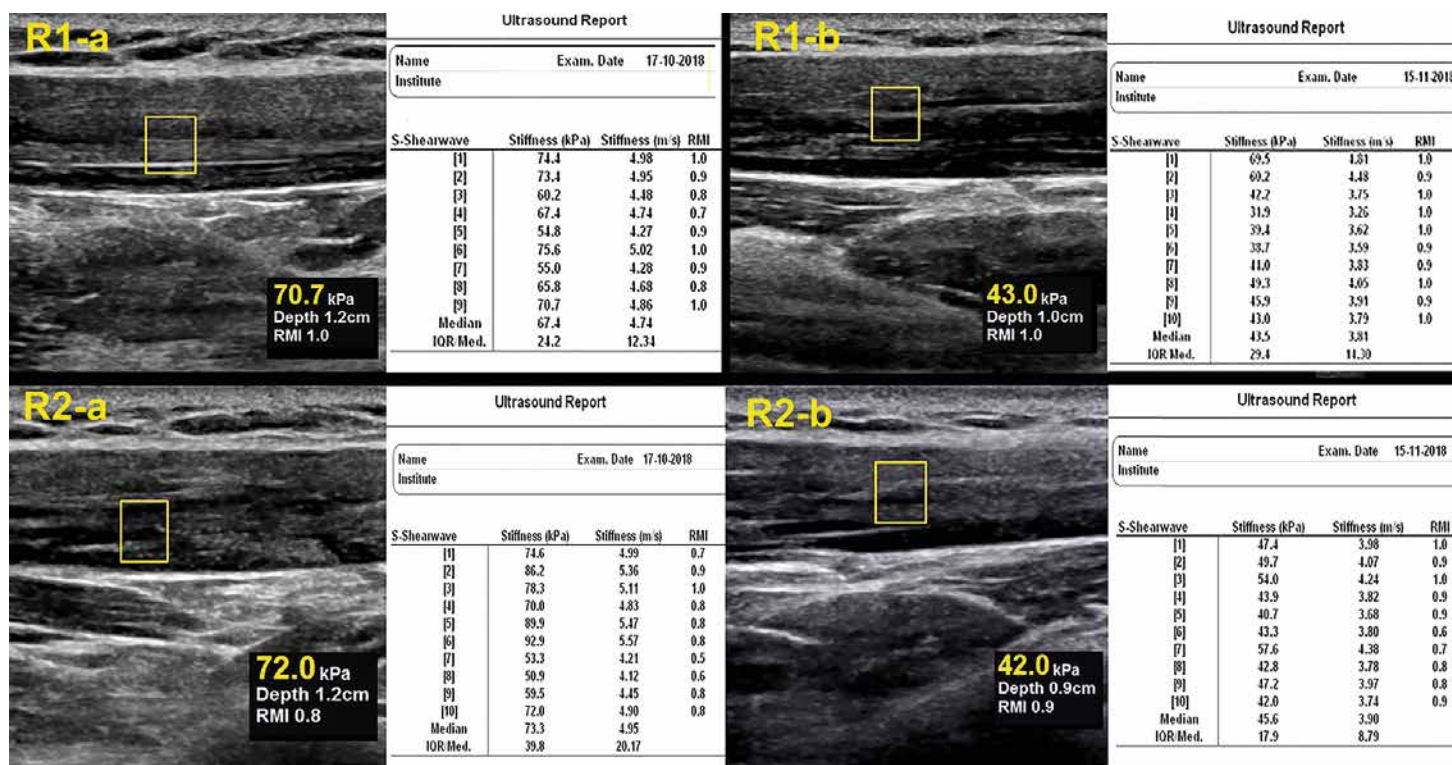 R1-a
70.7 kPa
Depth 1.2cm
RMI 1.0
Ultrasound Report
Name Exam. Date 17-10-2018
Institute
S-Shearwave Stiffness (kPa) Stiffness (m/s) RMI
[1] 74.4 4.98 1.0
[2] 73.4 4.95 0.9
[3] 60.2 4.48 0.8
[4] 67.4 4.74 0.7
[5] 54.8 4.27 0.9
[6] 75.6 5.02 1.0
[7] 55.0 4.28 0.9
[8] 65.8 4.68 0.8
[9] 70.7 4.86 1.0
Median 67.4 4.74
IQR/Med. 24.2 12.34
R1-b
43.0 kPa
Depth 1.0cm
RMI 1.0
Ultrasound Report
Name Exam. Date 15-11-2018
Institute
S-Shearwave Stiffness (kPa) Stiffness (m/s) RMI
[1] 69.5 4.81 1.0
[2] 60.2 4.48 0.9
[3] 42.2 3.75 1.0
[4] 31.9 3.26 1.0
[5] 39.4 3.62 1.0
[6] 38.7 3.59 0.9
[7] 44.0 3.83 0.9
[8] 49.3 4.05 1.0
[9] 45.9 3.91 0.9
[10] 43.0 3.79 1.0
Median 43.5 3.81
IQR/Med. 29.4 14.30
R2-a
72.0 kPa
Depth 1.2cm
RMI 0.8
Ultrasound Report
Name Exam. Date 17-10-2018
Institute
S-Shearwave Stiffness (kPa) Stiffness (m/s) RMI
[1] 74.6 4.99 0.7
[2] 86.2 5.36 0.9
[3] 78.3 5.11 1.0
[4] 70.0 4.83 0.8
[5] 89.9 5.47 0.8
[6] 92.9 5.57 0.8
[7] 53.3 4.21 0.5
[8] 50.9 4.12 0.6
[9] 59.5 4.45 0.8
[10] 72.0 4.90 0.8
Median 73.3 4.95
IQR/Med. 39.8 20.17
R2-b
42.0 kPa
Depth 0.9cm
RMI 0.9
Ultrasound Report
Name Exam. Date 15-11-2018
Institute
S-Shearwave Stiffness (kPa) Stiffness (m/s) RMI
[1] 47.4 3.98 1.0
[2] 49.7 4.07 0.9
[3] 54.0 4.24 1.0
[4] 43.9 3.82 0.9
[5] 40.7 3.68 0.9
[6] 43.3 3.80 0.6
[7] 57.6 4.38 0.7
[8] 42.8 3.78 0.8
[9] 47.2 3.97 0.8
[10] 42.0 3.74 0.9
Median 45.6 3.90
IQR/Med. 17.9 8.79